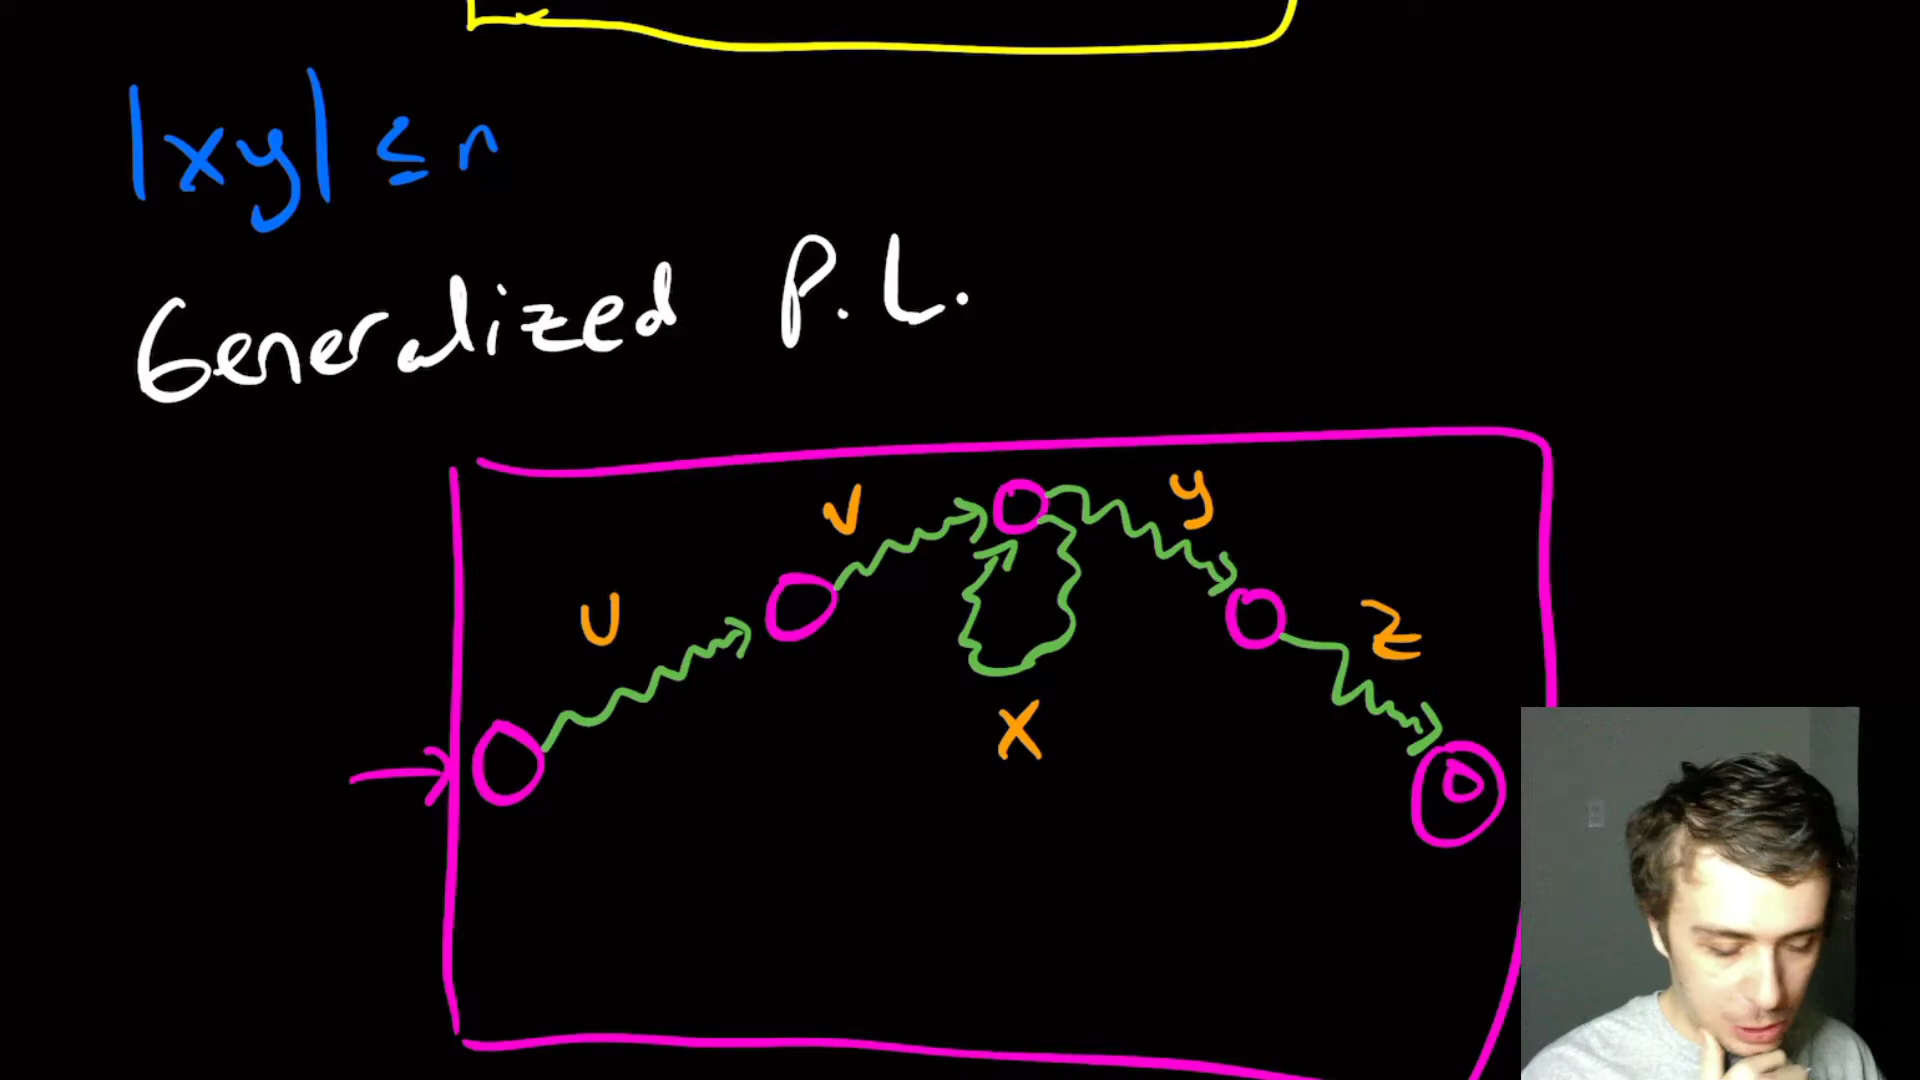 |xy| ≤ n
Generalized P.L.
v
y
U
z
x